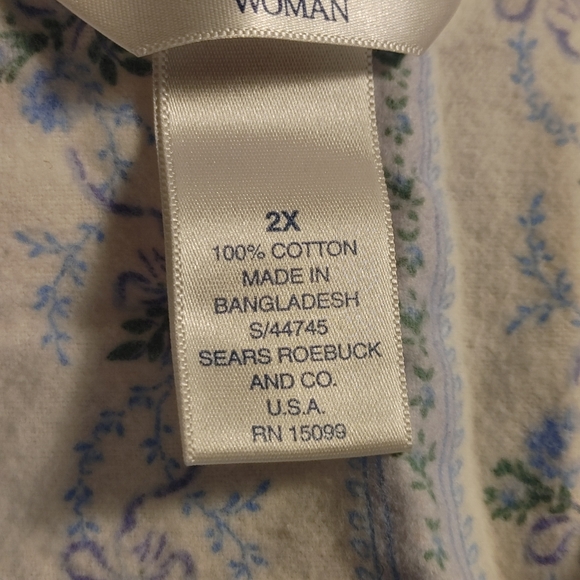 WOMAN
2X
100% COTTON
MADE IN
BANGLADESH
S/44745
SEARS ROEBUCK
AND CO.
U.S.A.
RN 15099